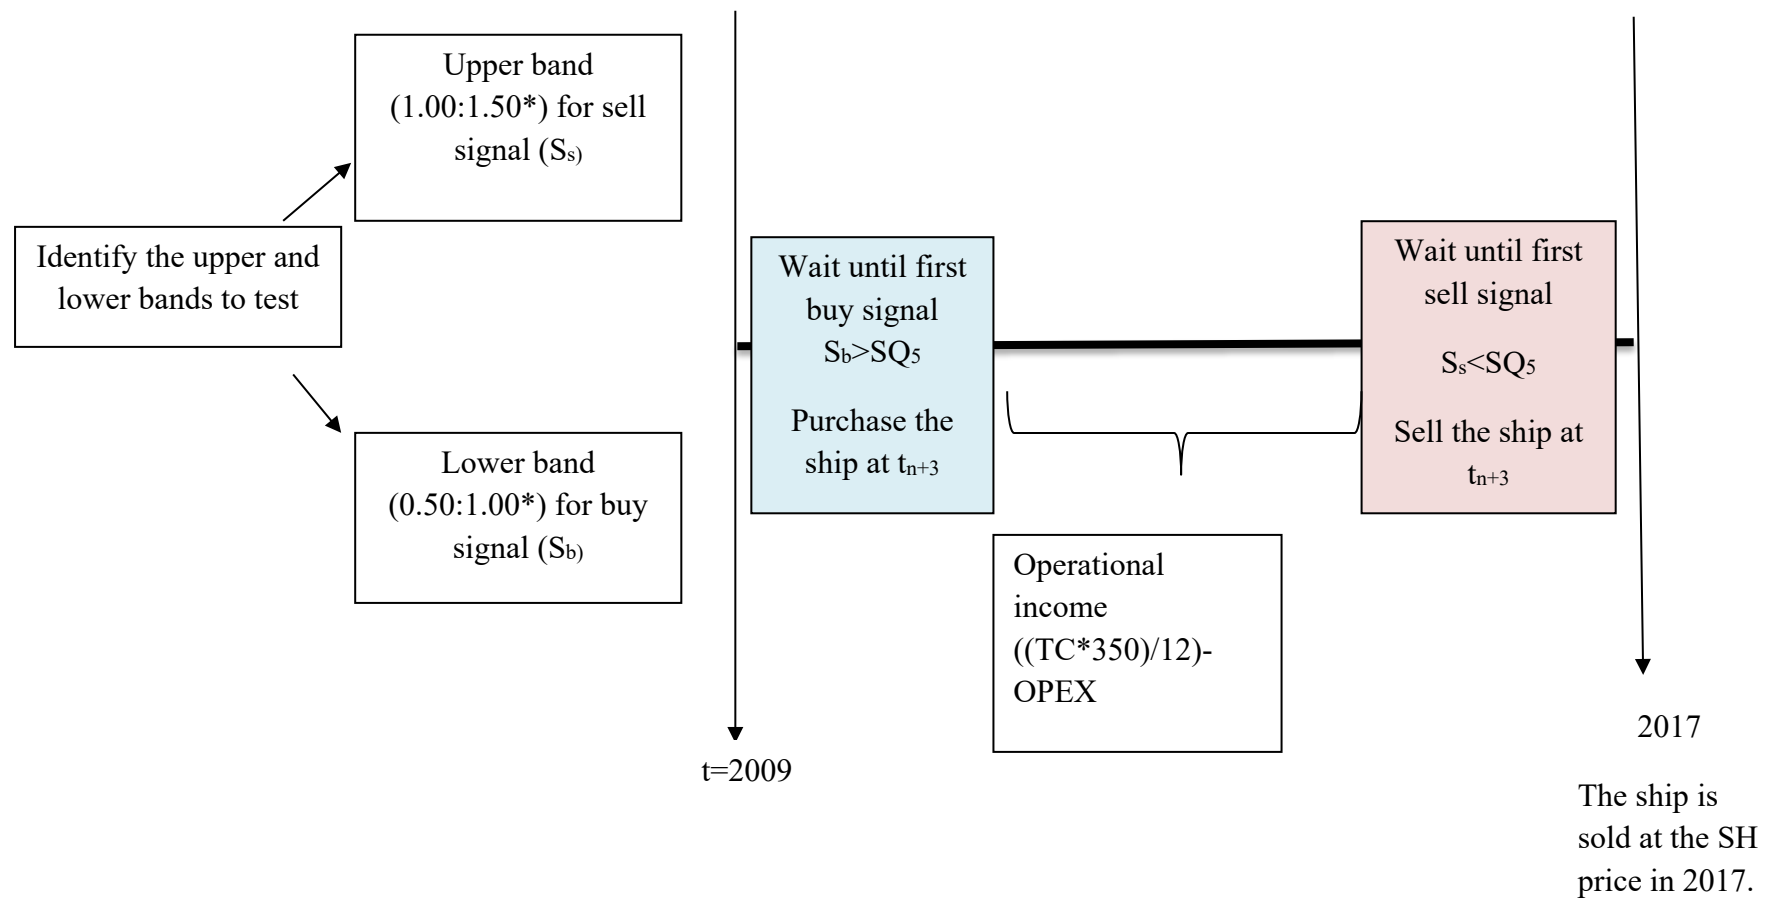 Upper band
(1.00:1.50*) for sell
signal (Ss)
Identify the upper and
lower bands to test
Lower band
(0.50:1.00*) for buy
signal (Sb)
Wait until first
buy signal
Sb>SQ5
Purchase the
ship at tn+3
Wait until first
sell signal
Ss<SQ5
Sell the ship at
tn+3
Operational
income
((TC*350)/12)-
OPEX
t=2009
2017
The ship is
sold at the SH
price in 2017.